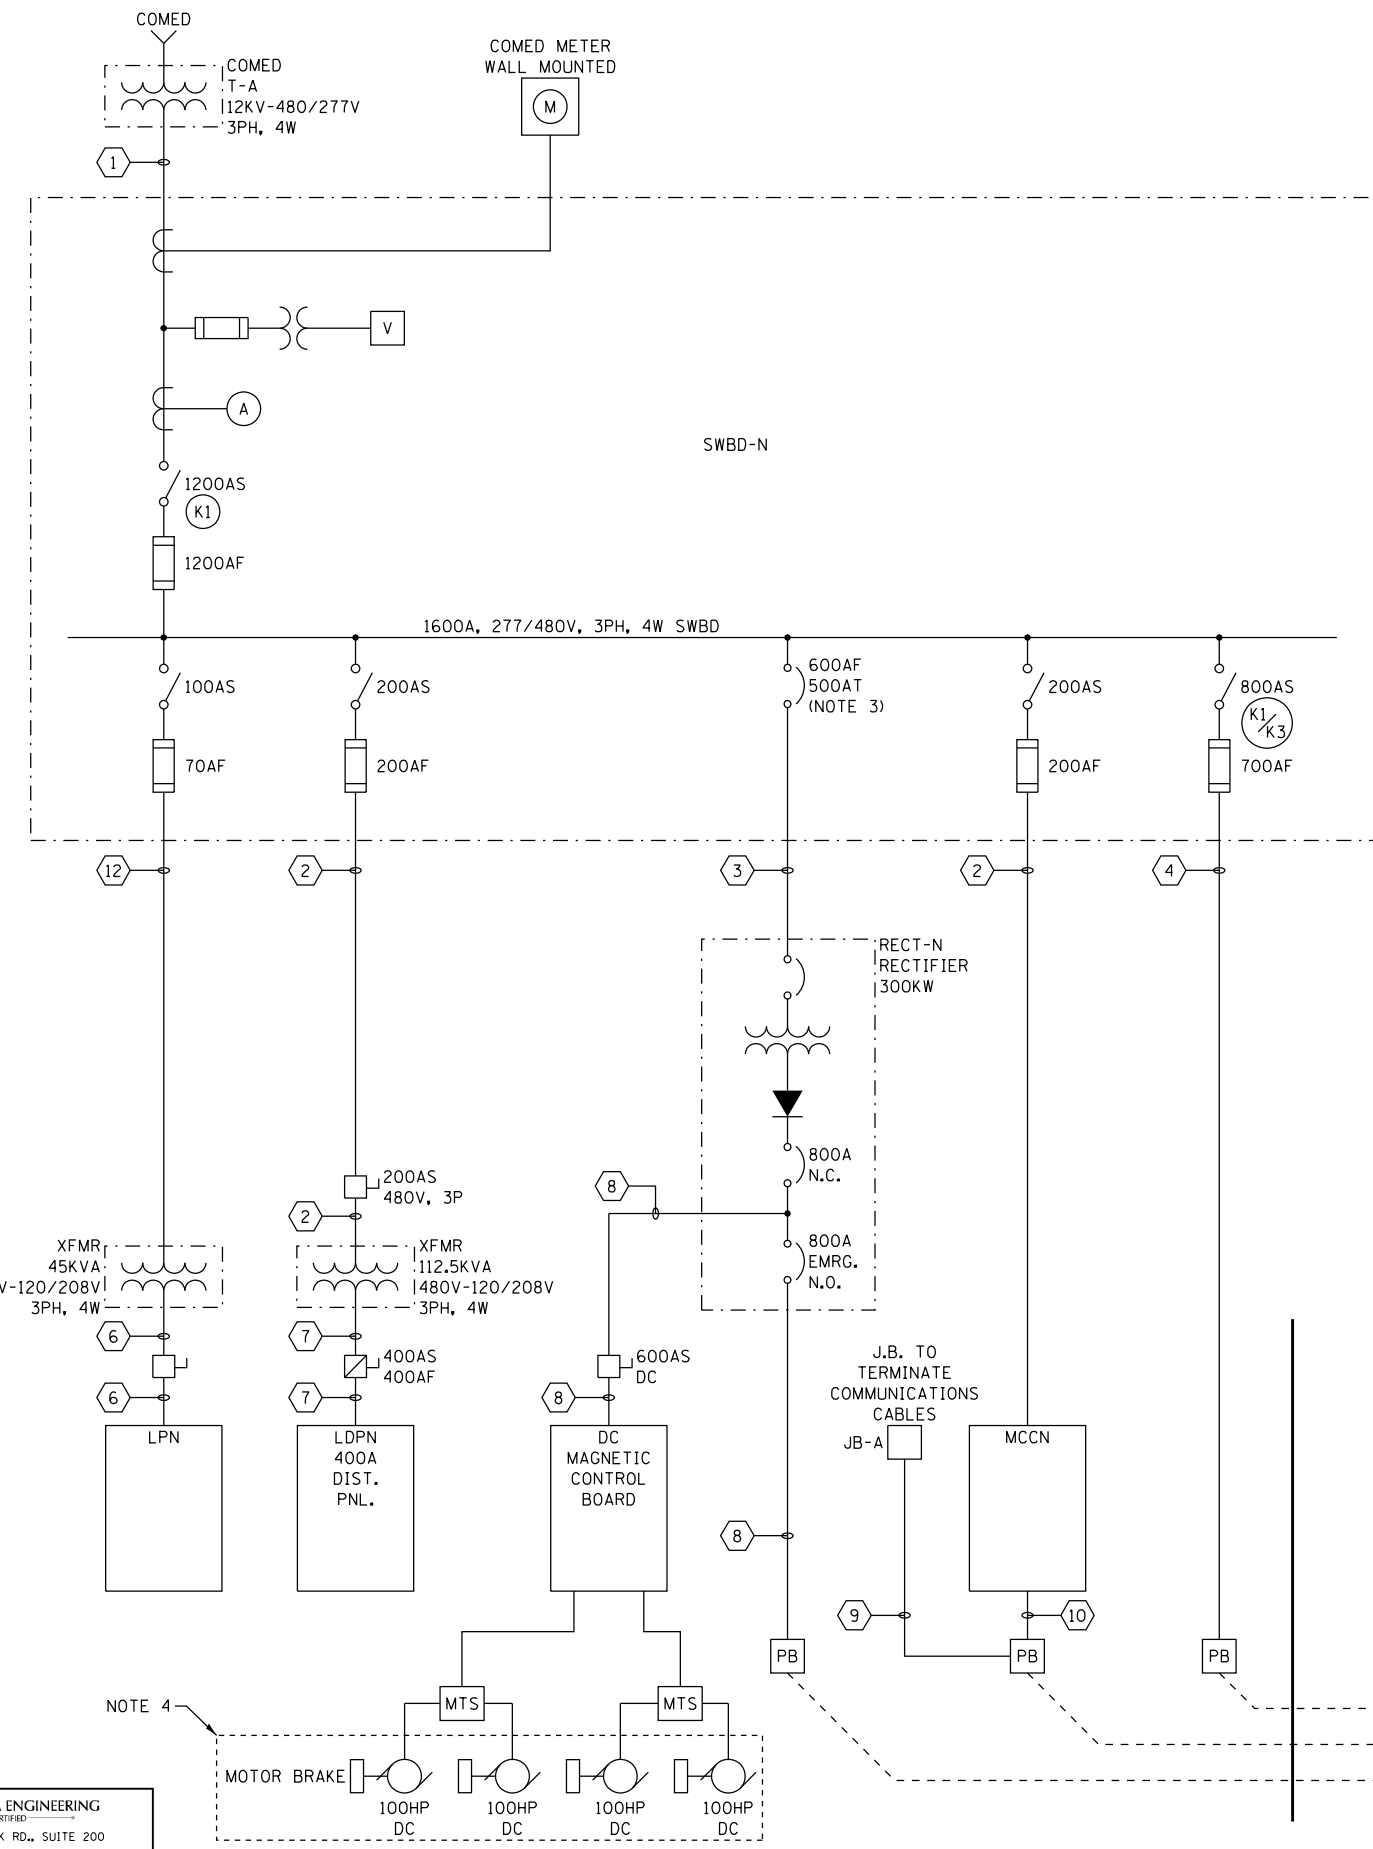 COMED
COMED
T-A
12KV-480/277V
3PH, 4W
COMED METER
WALL MOUNTED
M
1
V
A
SWBD-N
1200AS
K1
1200AF
1600A, 277/480V, 3PH, 4W SWBD
100AS
70AF
200AS
200AF
600AF
500AT
(NOTE 3)
200AS
200AF
800AS
K1/K3
700AF
12
2
3
2
4
RECT-N
RECTIFIER
300KW
800A
N.C.
8
800A
EMRG.
N.O.
200AS
480V, 3P
2
XFMR
45KVA
V-120/208V
3PH, 4W
XFMR
112.5KVA
480V-120/208V
3PH, 4W
6
7
400AS
400AF
600AS
DC
6
7
8
J.B. TO
TERMINATE
COMMUNICATIONS
CABLES
JB-A
LPN
LDPN
400A
DIST.
PNL.
DC
MAGNETIC
CONTROL
BOARD
MCCN
8
9
10
PB
PB
PB
NOTE 4
MTS
MTS
MOTOR BRAKE
100HP
DC
100HP
DC
100HP
DC
100HP
DC
ENGINEERING
RD., SUITE 200